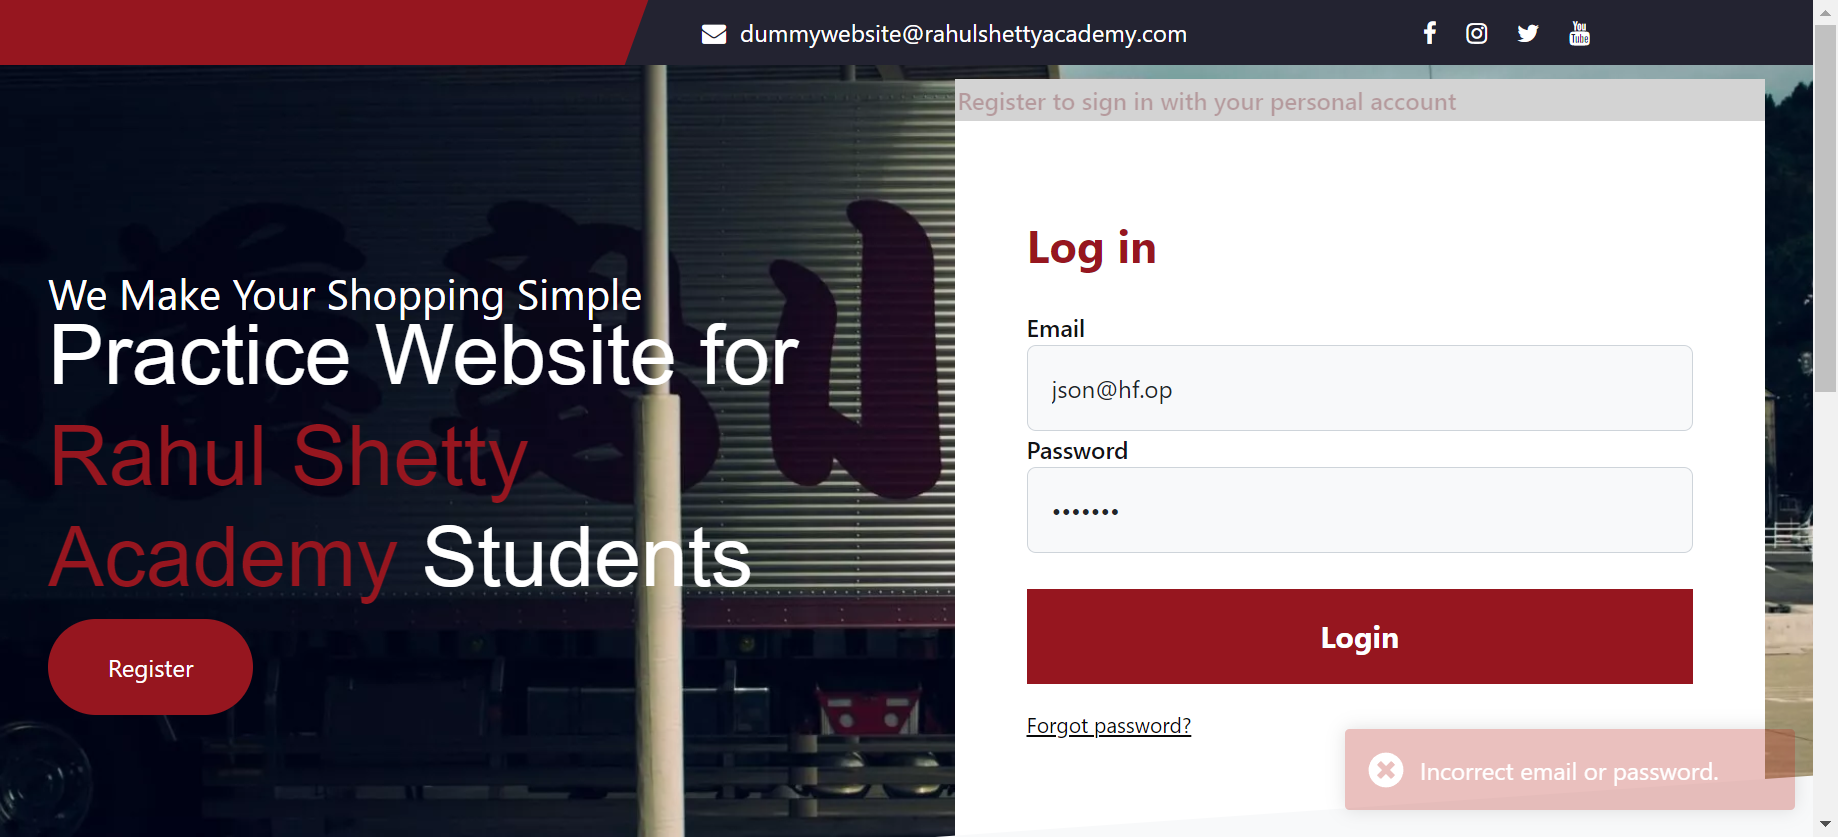 dummywebsite@rahulshettyacademy.com
You
Tube
Register to sign in with your personal account
We Make Your Shopping Simple
Practice Website for
Rahul Shetty
Academy Students
Register
Log in
Email
json@hf.op
Password
•••••••
Login
Forgot password?
Incorrect email or password.